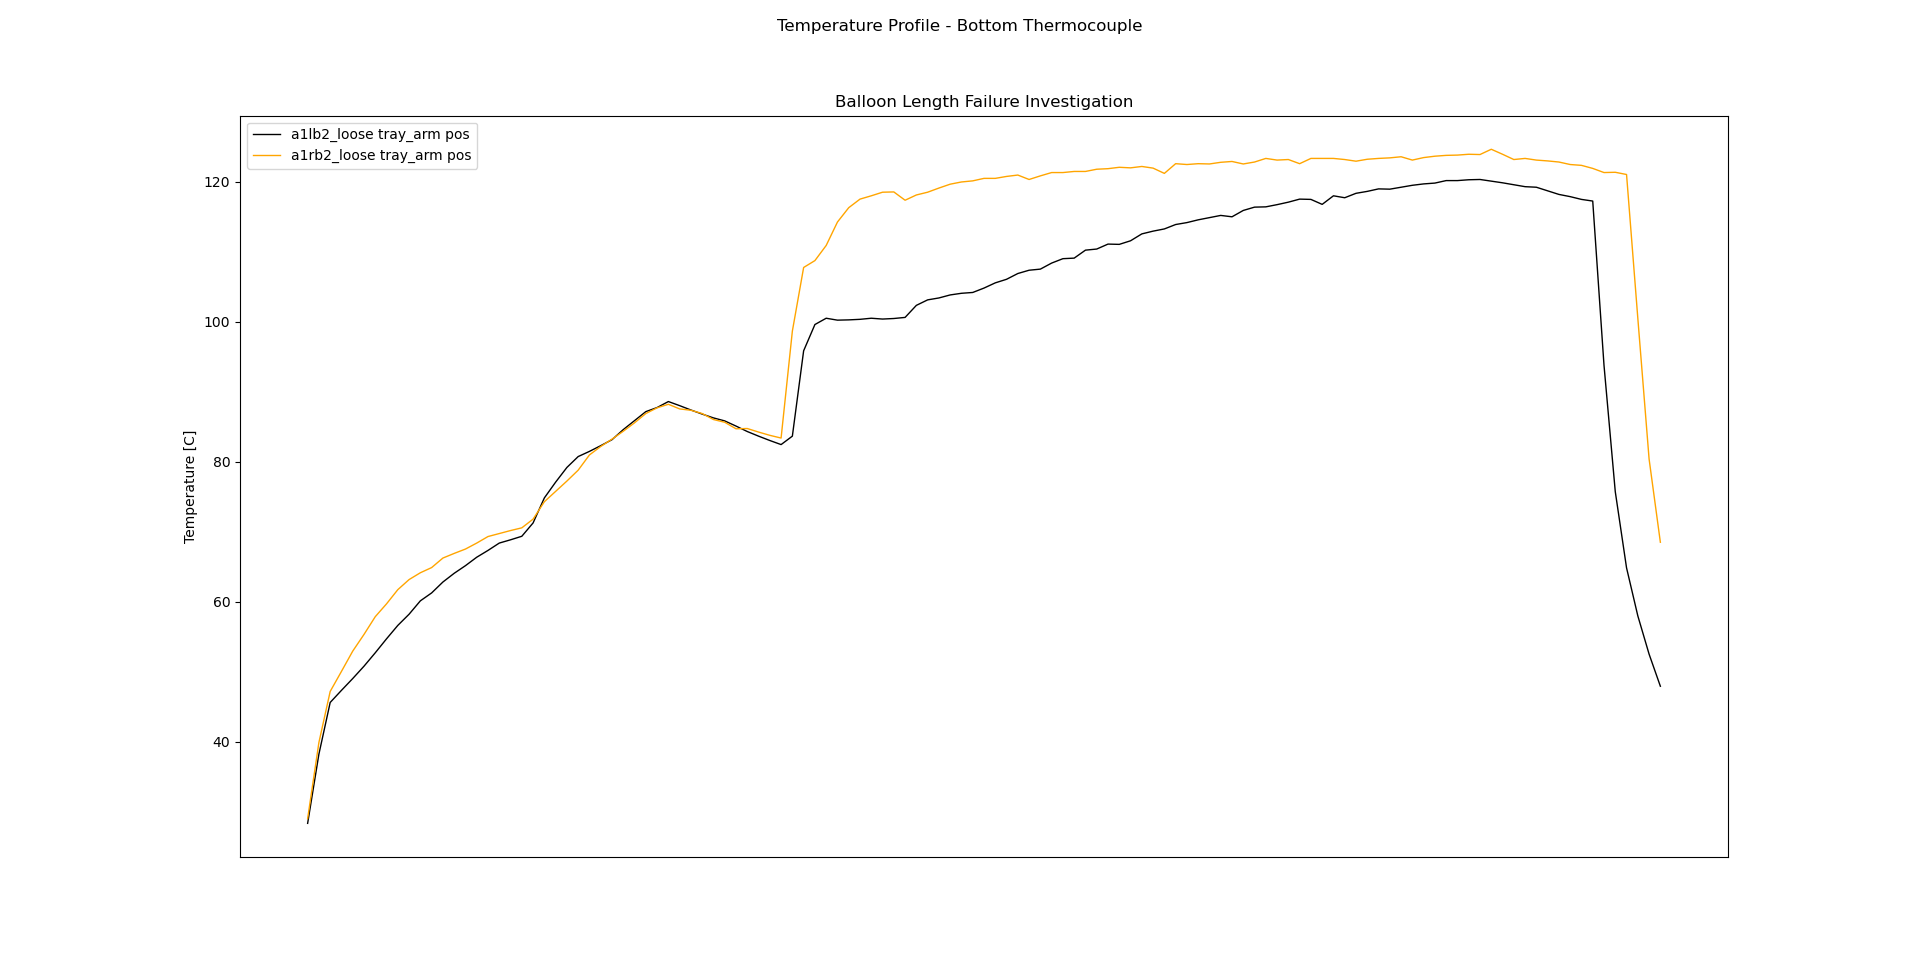 Temperature Profile - Bottom Thermocouple
Balloon Length Failure Investigation
a1lb2_loose tray_arm pos
a1rb2_loose tray_arm pos
Temperature [C]
120
100
80
60
40